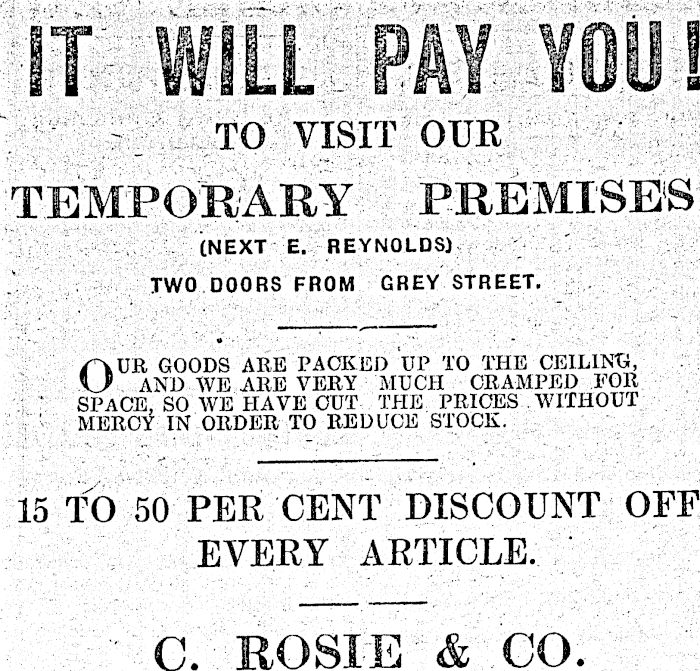 IT WILL PAY YOU!
TO VISIT OUR
TEMPORARY PREMISES
(NEXT E. REYNOLDS)
TWO DOORS FROM GREY STREET.
OUR GOODS ARE PACKED UP TO THE CEILING,
AND WE ARE VERY MUCH CRAMPED FOR
SPACE, SO WE HAVE CUT THE PRICES WITHOUT
MERCY IN ORDER TO REDUCE STOCK.
15 TO 50 PER CENT DISCOUNT OFF
EVERY ARTICLE.
C. ROSIE & CO.